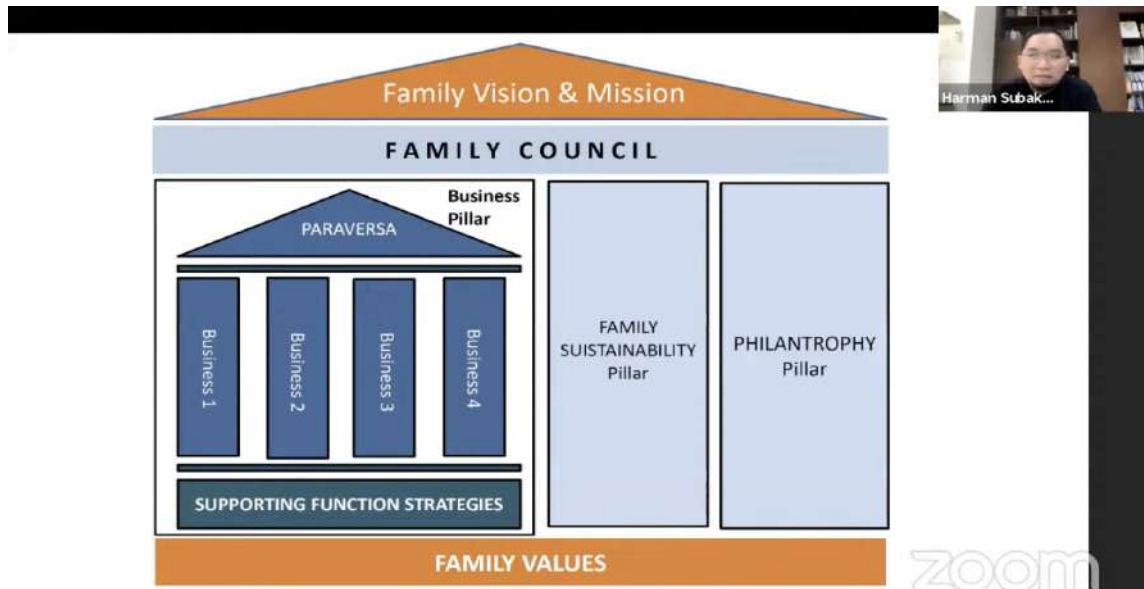 Family Vision & Mission
Harman Subak...
FAMILY COUNCIL
Business
Pillar
PARAVERSA
Business 1
Business 2
Business 3
Business 4
SUPPORTING FUNCTION STRATEGIES
FAMILY
SUISTAINABILITY
Pillar
PHILANTROPHY
Pillar
FAMILY VALUES
zoom